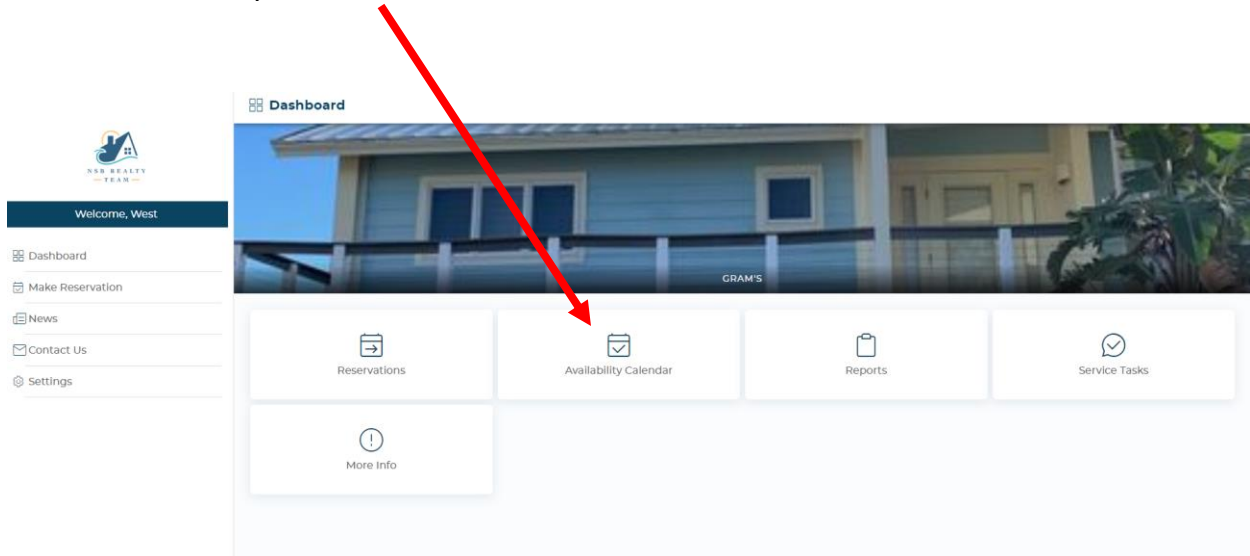 Dashboard
NSB REALTY
— TEAM —
Welcome, West
Dashboard
Make Reservation
News
Contact Us
Settings
GRAM'S
Reservations
Availability Calendar
Reports
Service Tasks
More Info